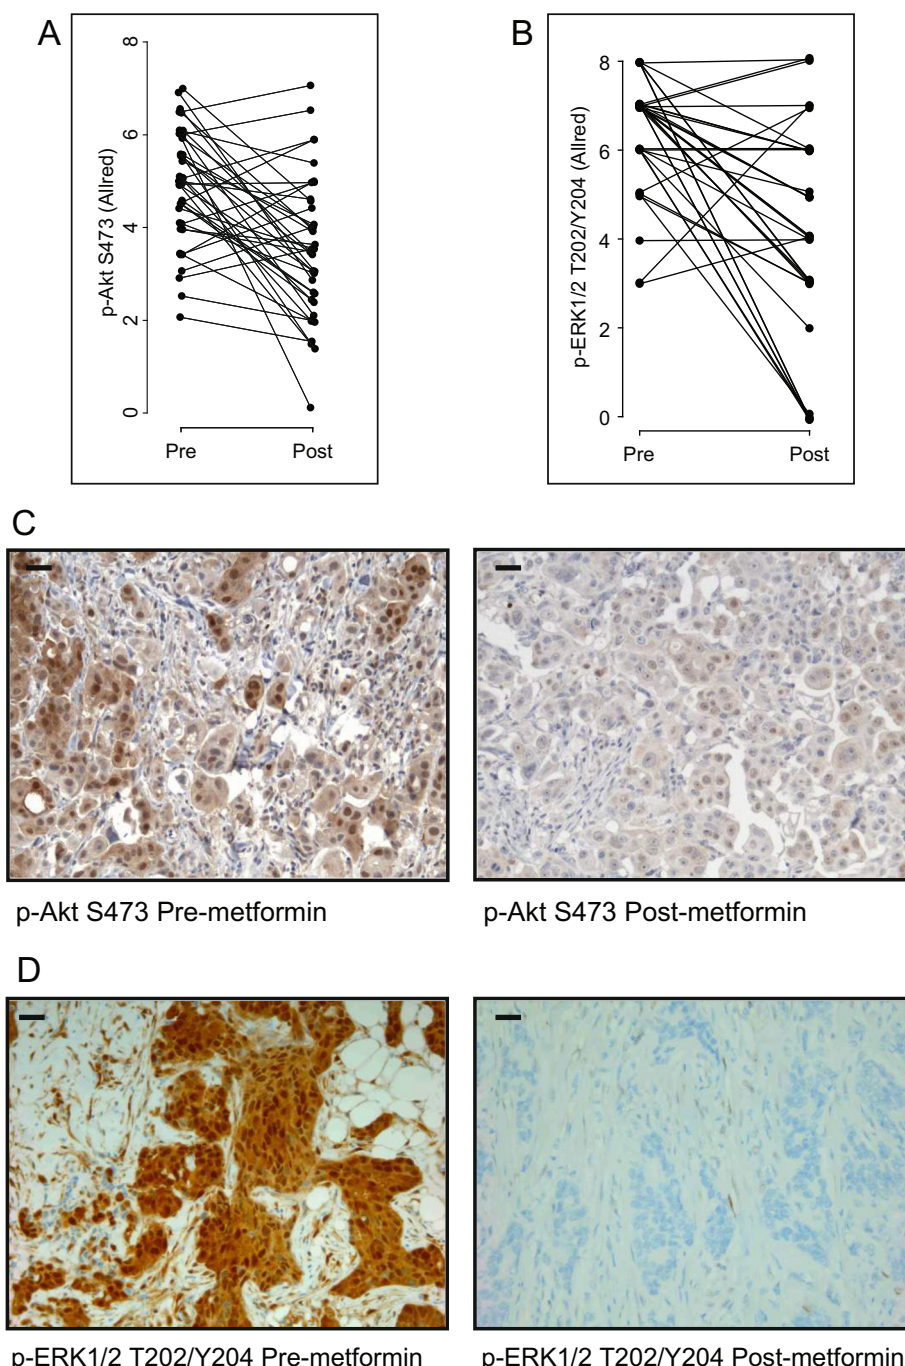 A
8
6
4
2
0
p-Akt S473 (Allred)
Pre
Post
B
8
6
4
2
0
p-ERK1/2 T202/Y204 (Allred)
Pre
Post
C
p-Akt S473 Pre-metformin
p-Akt S473 Post-metformin
D
p-ERK1/2 T202/Y204 Pre-metformin
p-ERK1/2 T202/Y204 Post-metformin